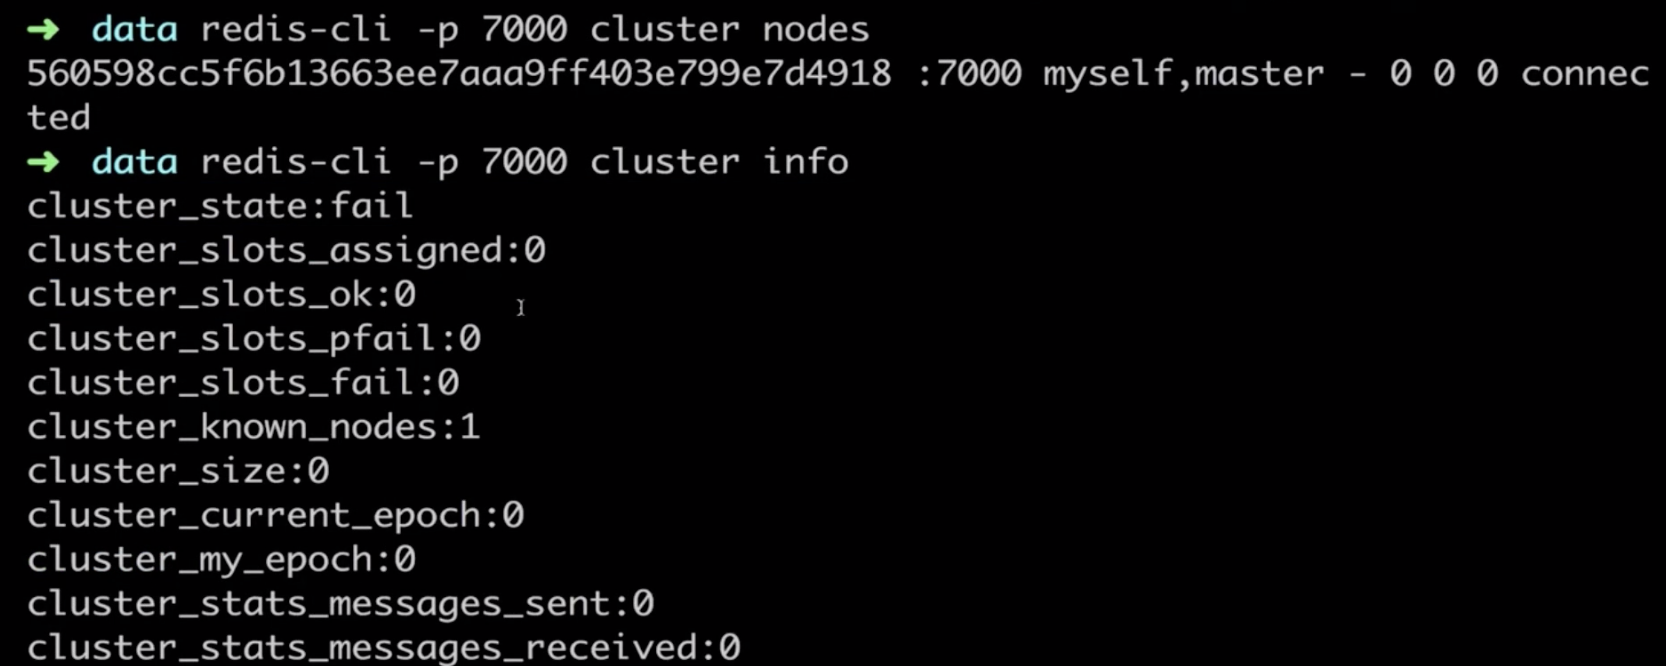 ➜ data redis-cli -p 7000 cluster nodes
560598cc5f6b13663ee7aaa9ff403e799e7d4918 :7000 myself,master - 0 0 0 connec
ted
➜ data redis-cli -p 7000 cluster info
cluster_state:fail
cluster_slots_assigned:0
cluster_slots_ok:0
cluster_slots_pfail:0
cluster_slots_fail:0
cluster_known_nodes:1
cluster_size:0
cluster_current_epoch:0
cluster_my_epoch:0
cluster_stats_messages_sent:0
cluster_stats_messages_received:0